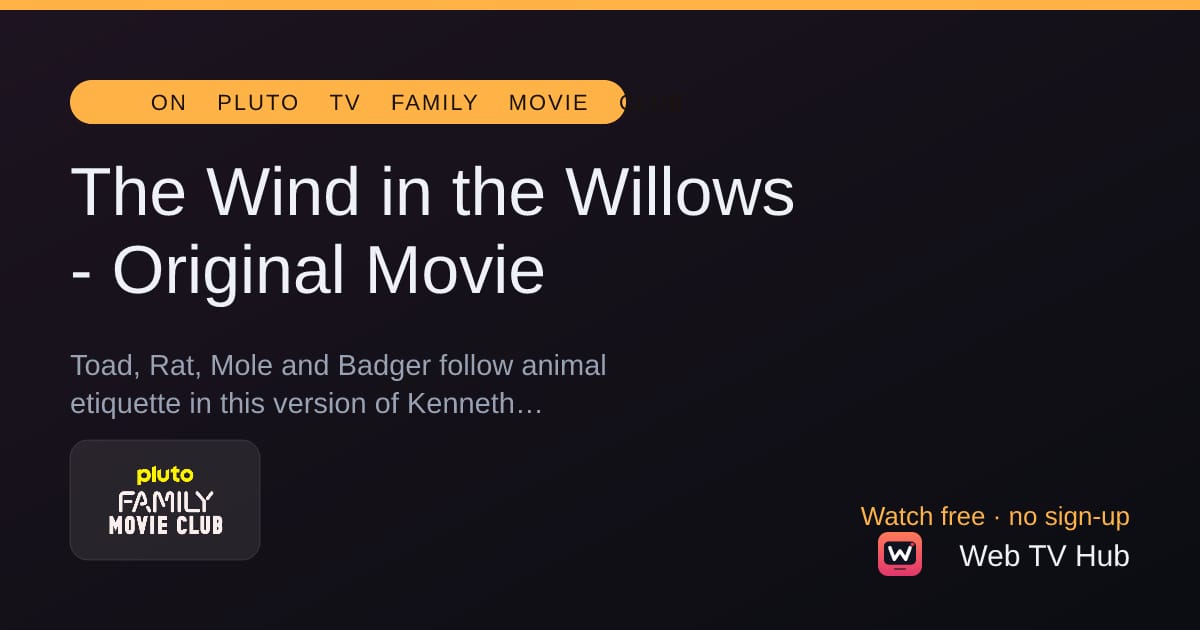 ON PLUTO TV FAMILY MOVIE
The Wind in the Willows
- Original Movie
Toad, Rat, Mole and Badger follow animal
etiquette in this version of Kenneth…
pluto
FAMILY
MOVIE CLUB
Watch free · no sign-up
W
Web TV Hub